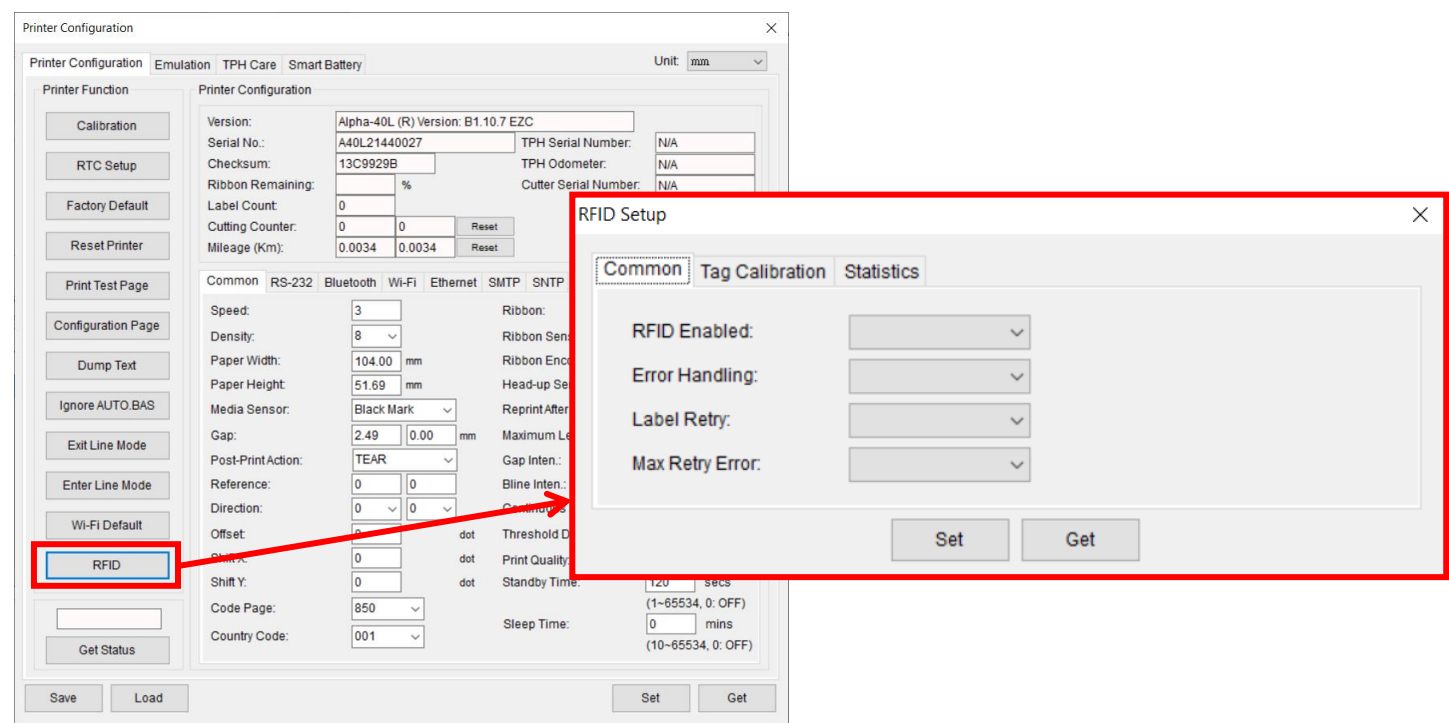 Printer Configuration
Printer Configuration Emulation TPH Care Smart Battery Unit: mm
Printer Function
Calibration
RTC Setup
Factory Default
Reset Printer
Print Test Page
Configuration Page
Dump Text
Ignore AUTO.BAS
Exit Line Mode
Enter Line Mode
Wi-Fi Default
RFID
Get Status
Printer Configuration
Version: Alpha-40L (R) Version: B1.10.7 EZC
Serial No.: A40L21440027 TPH Serial Number: N/A
Checksum: 13C9929B TPH Odometer: N/A
Ribbon Remaining: % Cutter Serial Number: N/A
Label Count: 0
Cutting Counter: 0 0 Reset
Mileage (Km): 0.0034 0.0034 Reset
Common RS-232 Bluetooth Wi-Fi Ethernet SMTP SNTP
Speed: 3 Ribbon:
Density: 8 Ribbon Sen
Paper Width: 104.00 mm Ribbon Enco
Paper Height: 51.69 mm Head-up Se
Media Sensor: Black Mark Reprint After
Gap: 2.49 0.00 mm Maximum Le
Post-Print Action: TEAR Gap Inten.:
Reference: 0 0 Bline Inten.:
Direction: 0 0 Continuous
Offset: 0 dot Threshold D
Shift X: 0 dot Print Quality:
Shift Y: 0 dot Standby Time: 120 secs
(1~65534, 0: OFF)
Code Page: 850
Sleep Time: 0 mins
Country Code: 001
(10~65534, 0: OFF)
Save Load Set Get
RFID Setup
Common Tag Calibration Statistics
RFID Enabled:
Error Handling:
Label Retry:
Max Retry Error:
Set Get